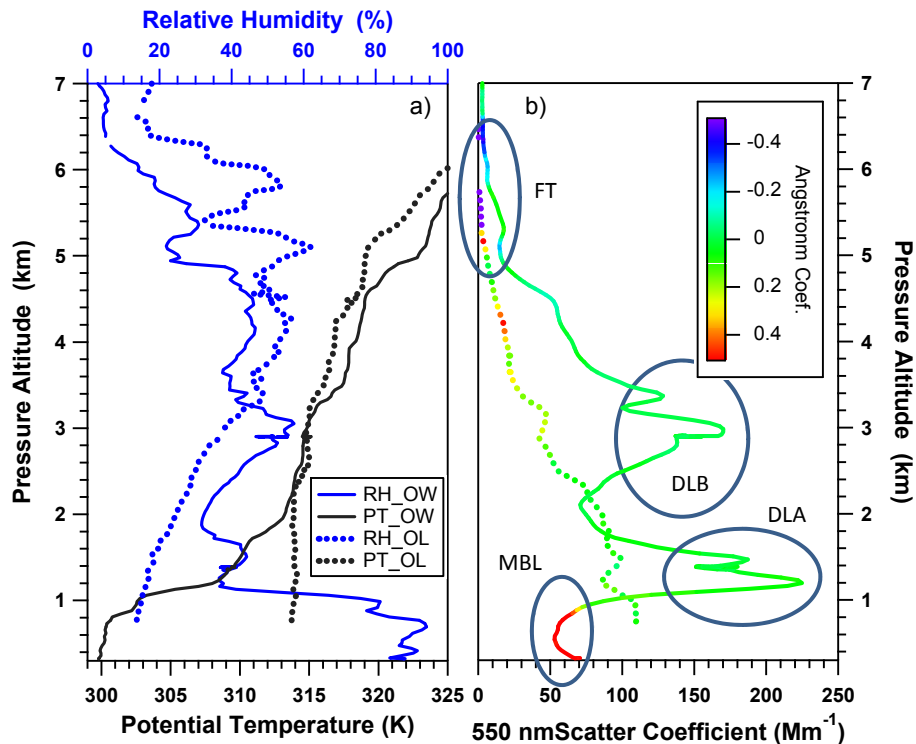 Relative Humidity (%)
0 20 40 60 80 100
7
6
5
4
3
2
1
Pressure Altitude (km)
a)
RH_OW
PT_OW
RH_OL
PT_OL
300 305 310 315 320 325
Potential Temperature (K)
b)
FT
DLB
DLA
MBL
-0.4
-0.2
0
0.2
0.4
Angstronm Coef.
7
6
5
4
3
2
1
Pressure Altitude (km)
0 50 100 150 200 250
550 nmScatter Coefficient (Mm-1)